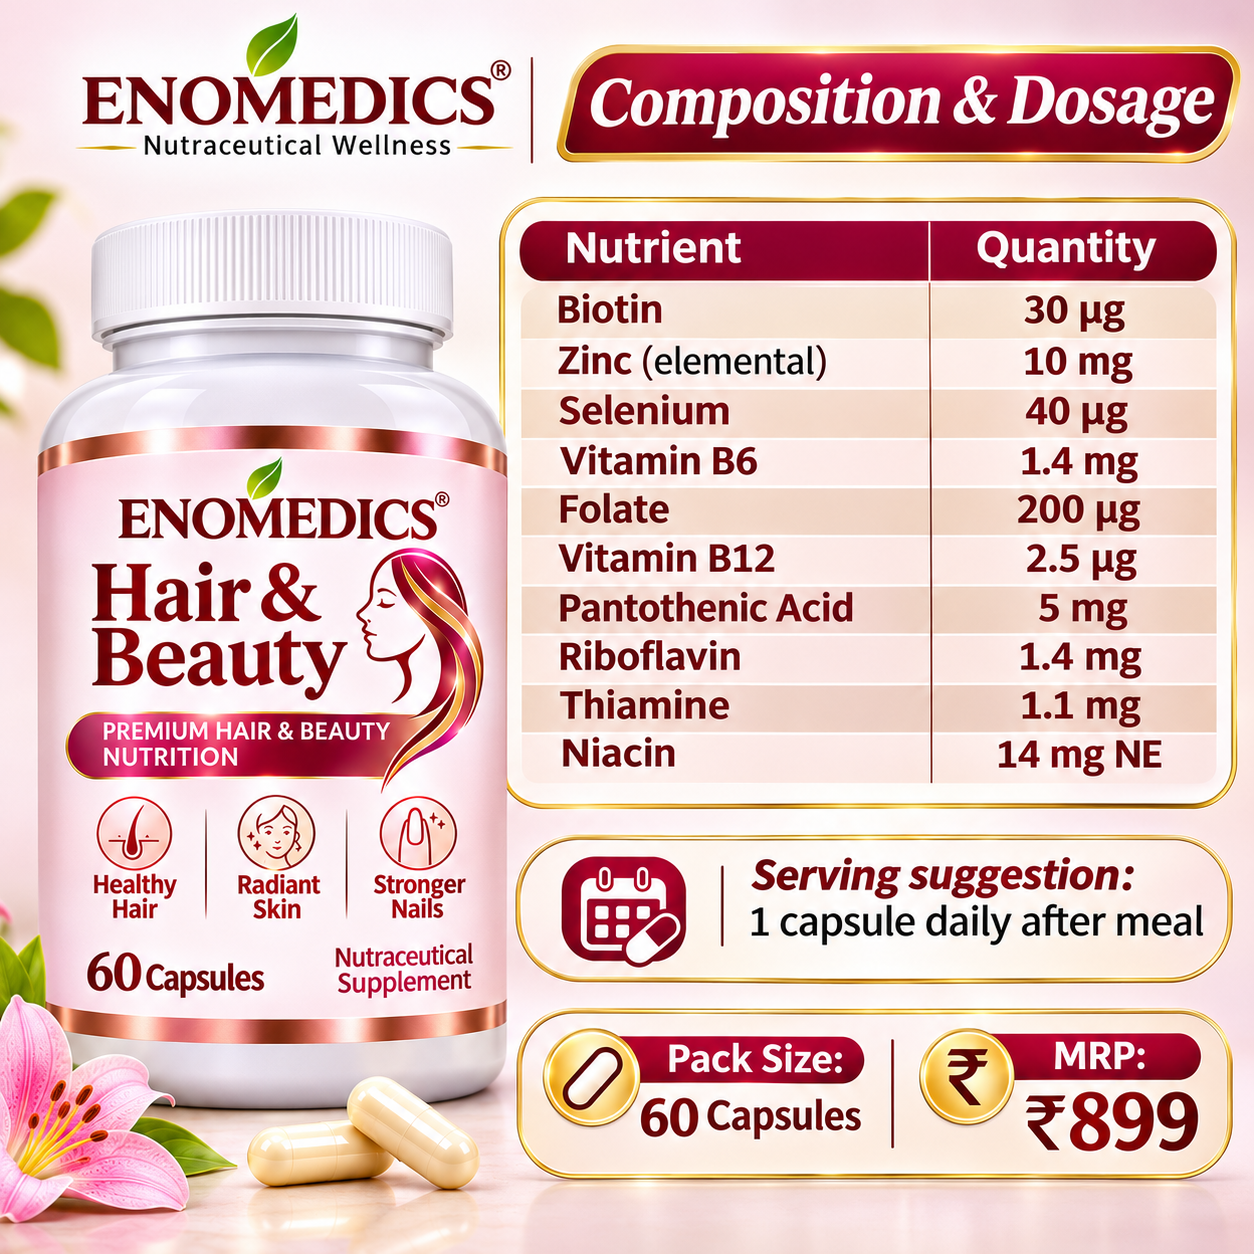 ENOMEDICS®
Nutraceutical Wellness
Composition & Dosage
Nutrient Quantity
Biotin 30 µg
Zinc (elemental) 10 mg
Selenium 40 µg
Vitamin B6 1.4 mg
Folate 200 µg
Vitamin B12 2.5 µg
Pantothenic Acid 5 mg
Riboflavin 1.4 mg
Thiamine 1.1 mg
Niacin 14 mg NE
ENOMEDICS®
Hair &
Beauty
PREMIUM HAIR & BEAUTY
NUTRITION
Healthy
Hair
Radiant
Skin
Stronger
Nails
60 Capsules
Nutraceutical
Supplement
Serving suggestion:
1 capsule daily after meal
Pack Size:
60 Capsules
₹
MRP:
₹899